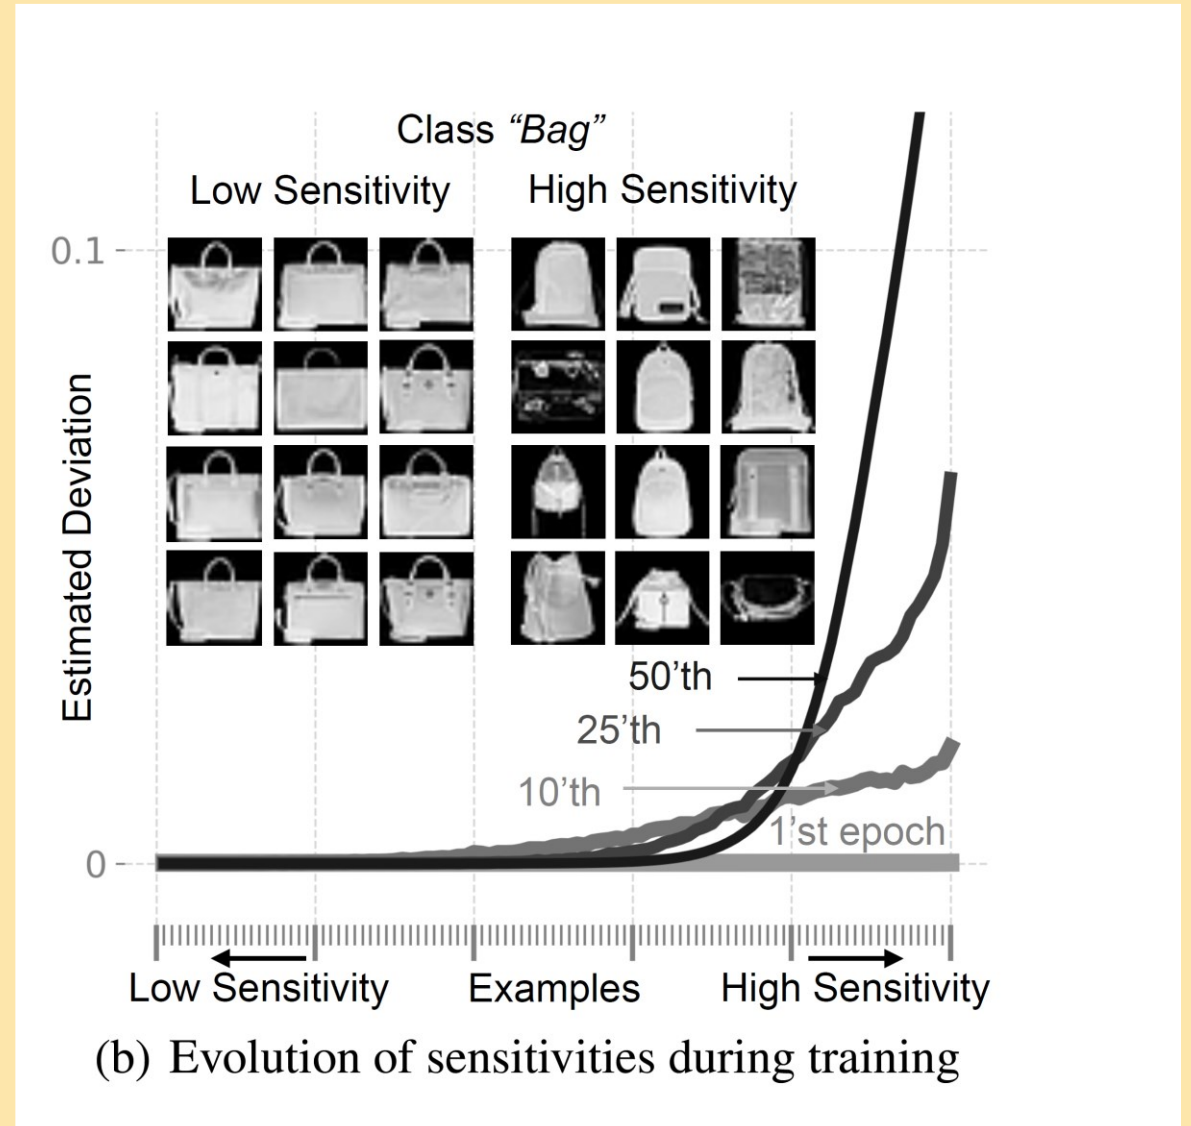 Class “Bag”
Low Sensitivity
High Sensitivity
0.1
Estimated Deviation
50’th
25’th
10’th
1’st epoch
0
Low Sensitivity
Examples
High Sensitivity
(b) Evolution of sensitivities during training